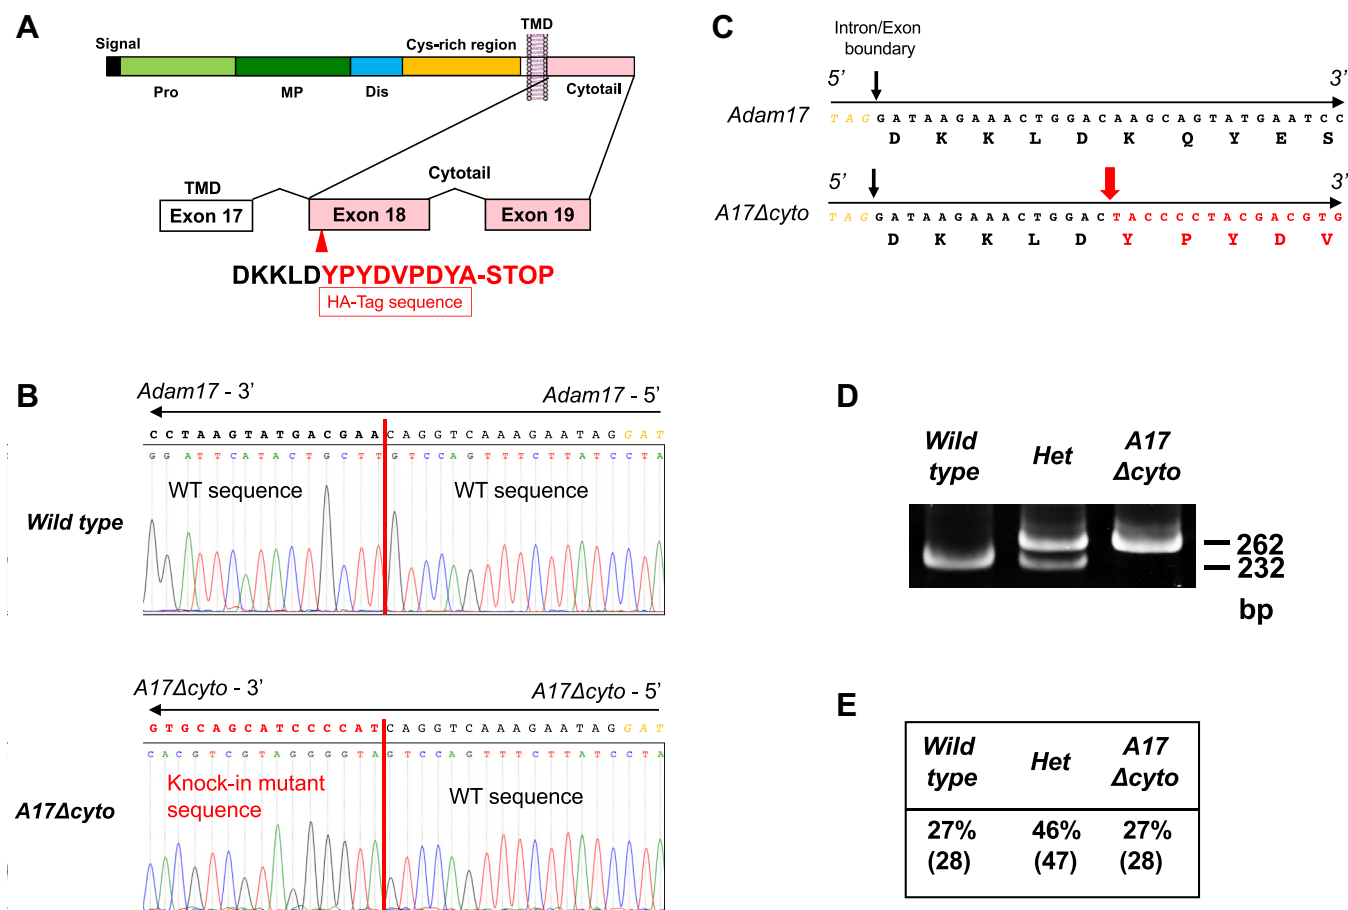 A
TMD
Signal
Cys-rich region
Pro
MP
Dis
Cytotail
TMD
Cytotail
Exon 17
Exon 18
Exon 19
DKKLDYPYDVPDYA-STOP
HA-Tag sequence
C
Intron/Exon
boundary
5’ 3’
Adam17
TAGGATAAGAAACTGGACAAGCAGTATGAATCC
D K K L D K Q Y E S
5’ 3’
A17Δcyto
TAGGATAAGAAACTGGACTACCCCTACGACGTG
D K K L D Y P Y D V
B
Adam17 - 3’ Adam17 - 5’
CCTAAGTATGACGAACAGGTCAAAGAATAGGAT
GGATTCATACTGCTTGTCCAGTTTCTTATCCTA
WT sequence WT sequence
Wild type
A17Δcyto - 3’ A17Δcyto - 5’
GTGCAGCATCCCCATCAGGTCAAAGAATAGGAT
CACGTCGTAGGGGTAGTCCAGTTTCTTATCCTA
Knock-in mutant
sequence
WT sequence
A17Δcyto
D
Wild
type
Het
A17
Δcyto
262
232
bp
E
Wild
type
Het
A17
Δcyto
27% 46% 27%
(28) (47) (28)